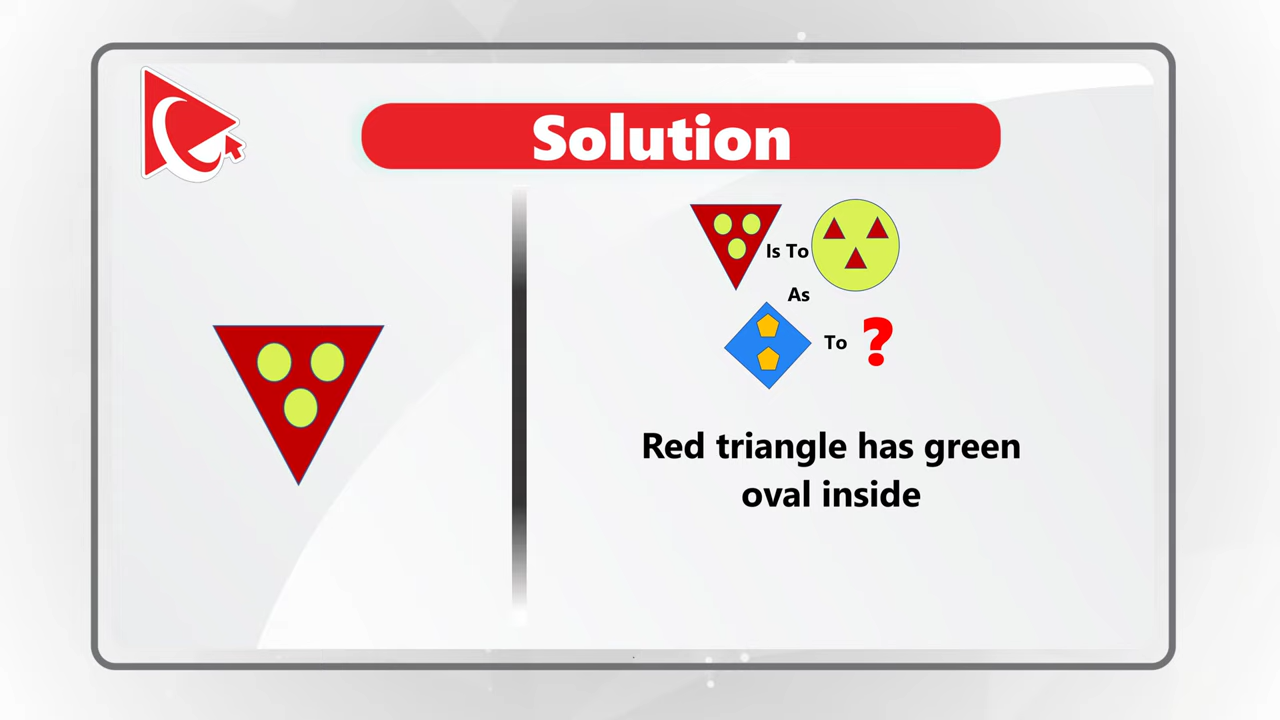 Solution
Is To
As
To ?
Red triangle has green
oval inside